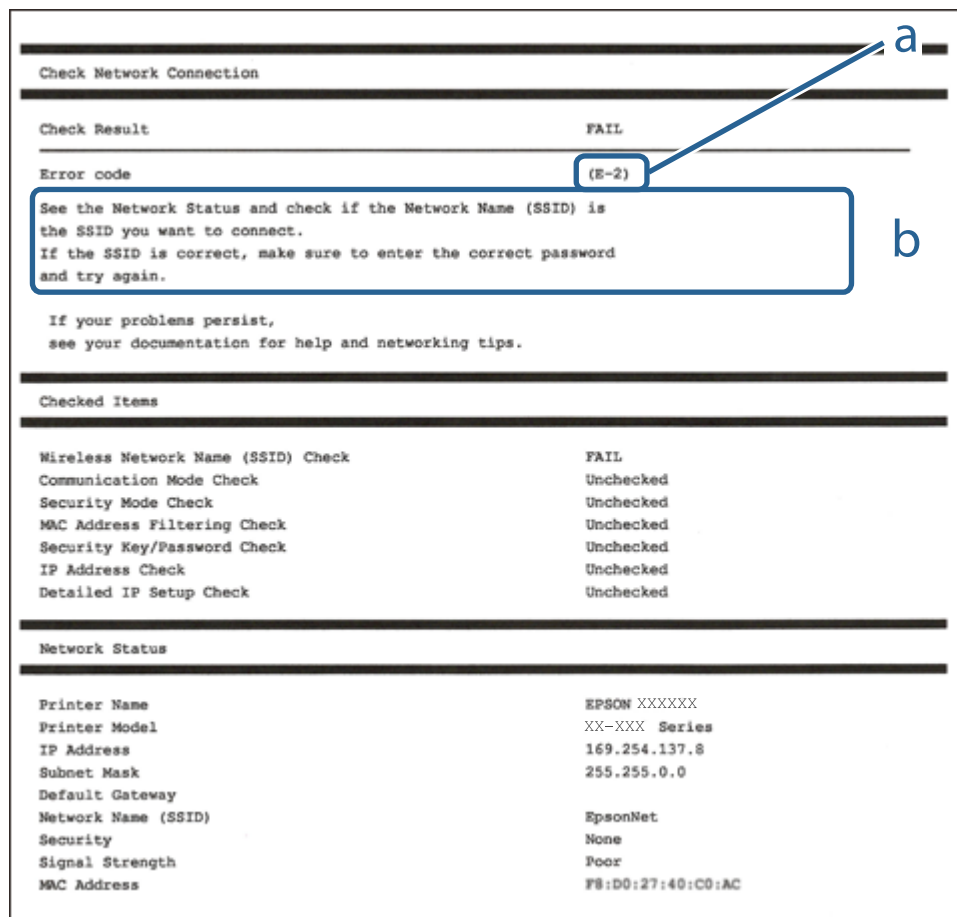 a
Check Network Connection
Check Result FAIL
Error code (E-2)
See the Network Status and check if the Network Name (SSID) is
the SSID you want to connect.
If the SSID is correct, make sure to enter the correct password
and try again.
b
If your problems persist,
see your documentation for help and networking tips.
Checked Items
Wireless Network Name (SSID) Check FAIL
Communication Mode Check Unchecked
Security Mode Check Unchecked
MAC Address Filtering Check Unchecked
Security Key/Password Check Unchecked
IP Address Check Unchecked
Detailed IP Setup Check Unchecked
Network Status
Printer Name EPSON XXXXXX
Printer Model XX-XXX Series
IP Address 169.254.137.8
Subnet Mask 255.255.0.0
Default Gateway
Network Name (SSID) EpsonNet
Security None
Signal Strength Poor
MAC Address F8:D0:27:40:C0:AC